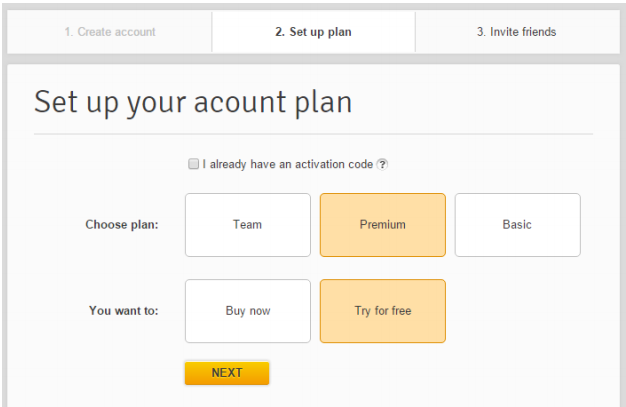 1. Create account
2. Set up plan
3. Invite friends
Set up your acount plan
I already have an activation code ?
Choose plan:
Team
Premium
Basic
You want to:
Buy now
Try for free
NEXT